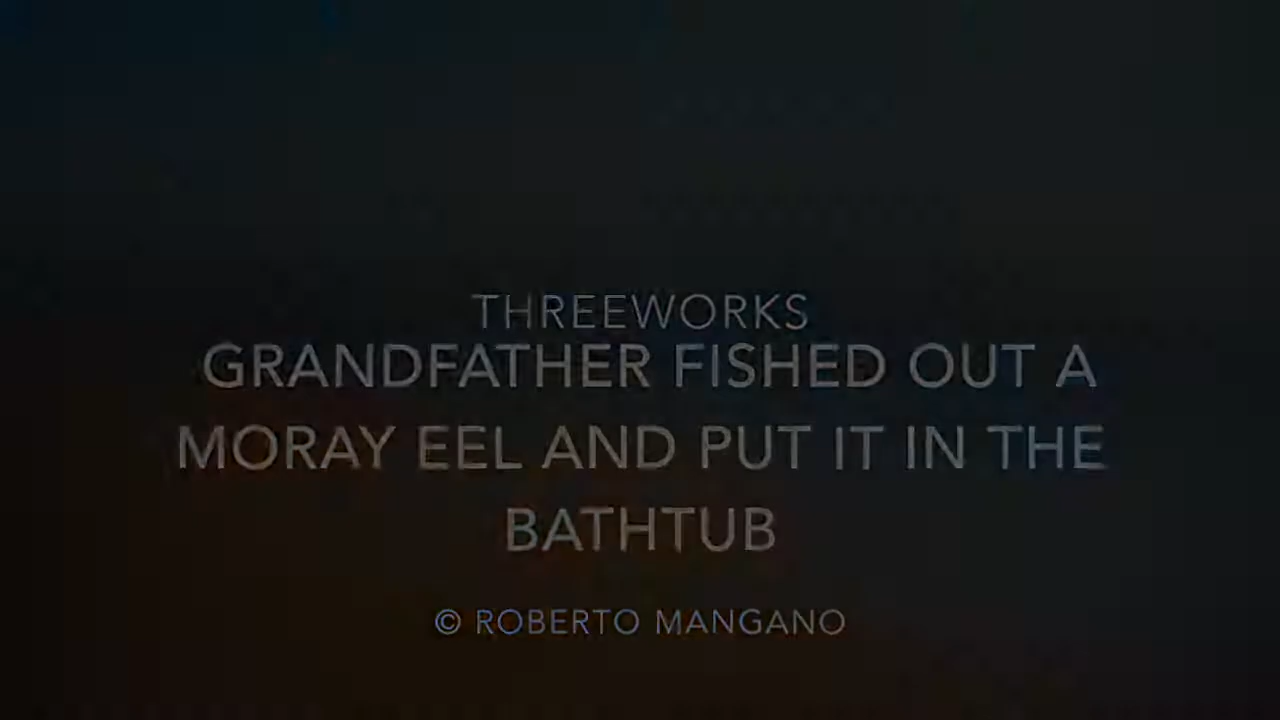 THREEWORKS
GRANDFATHER FISHED OUT A
MORAY EEL AND PUT IT IN THE
BATHTUB
© ROBERTO MANGANO